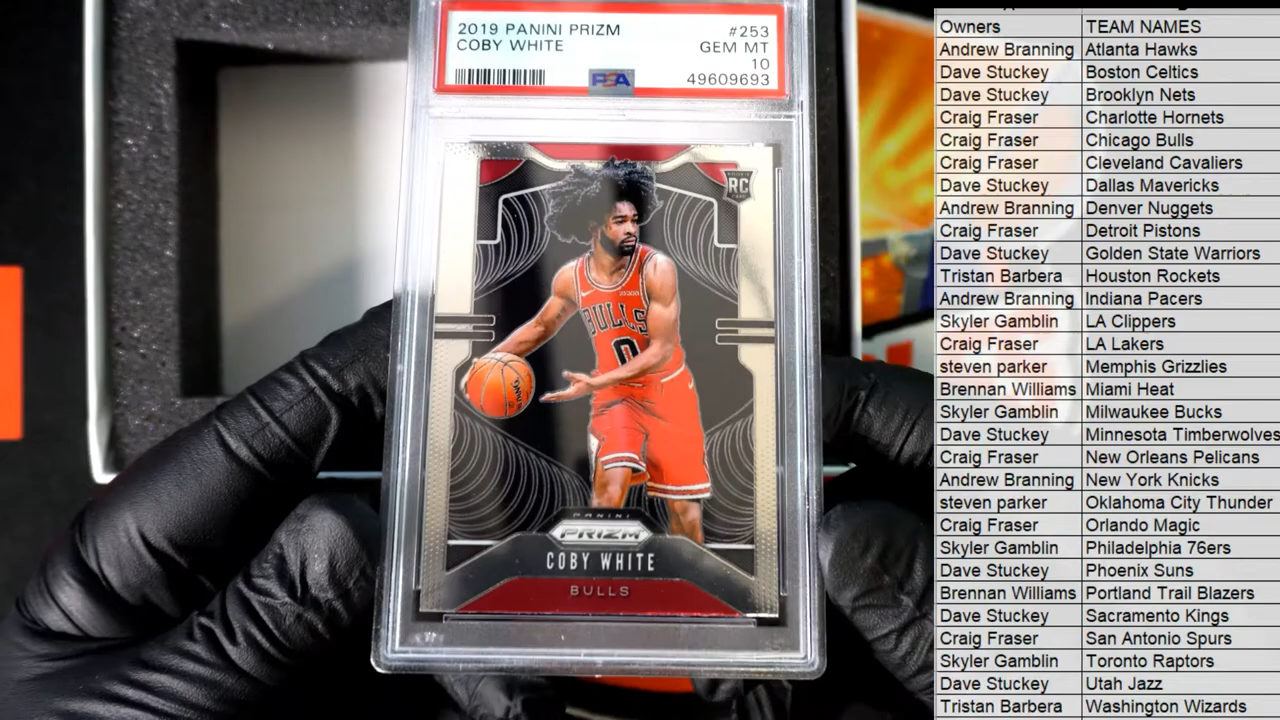 2019 PANINI PRIZM #253
COBY WHITE GEM MT
10
PSA 49609693
ROOKIE
RC
CARD
BULLS
0
PANINI
PRIZM
COBY WHITE
BULLS
Owners TEAM NAMES
Andrew Branning Atlanta Hawks
Dave Stuckey Boston Celtics
Dave Stuckey Brooklyn Nets
Craig Fraser Charlotte Hornets
Craig Fraser Chicago Bulls
Craig Fraser Cleveland Cavaliers
Dave Stuckey Dallas Mavericks
Andrew Branning Denver Nuggets
Craig Fraser Detroit Pistons
Dave Stuckey Golden State Warriors
Tristan Barbera Houston Rockets
Andrew Branning Indiana Pacers
Skyler Gamblin LA Clippers
Craig Fraser LA Lakers
steven parker Memphis Grizzlies
Brennan Williams Miami Heat
Skyler Gamblin Milwaukee Bucks
Dave Stuckey Minnesota Timberwolves
Craig Fraser New Orleans Pelicans
Andrew Branning New York Knicks
steven parker Oklahoma City Thunder
Craig Fraser Orlando Magic
Skyler Gamblin Philadelphia 76ers
Dave Stuckey Phoenix Suns
Brennan Williams Portland Trail Blazers
Dave Stuckey Sacramento Kings
Craig Fraser San Antonio Spurs
Skyler Gamblin Toronto Raptors
Dave Stuckey Utah Jazz
Tristan Barbera Washington Wizards